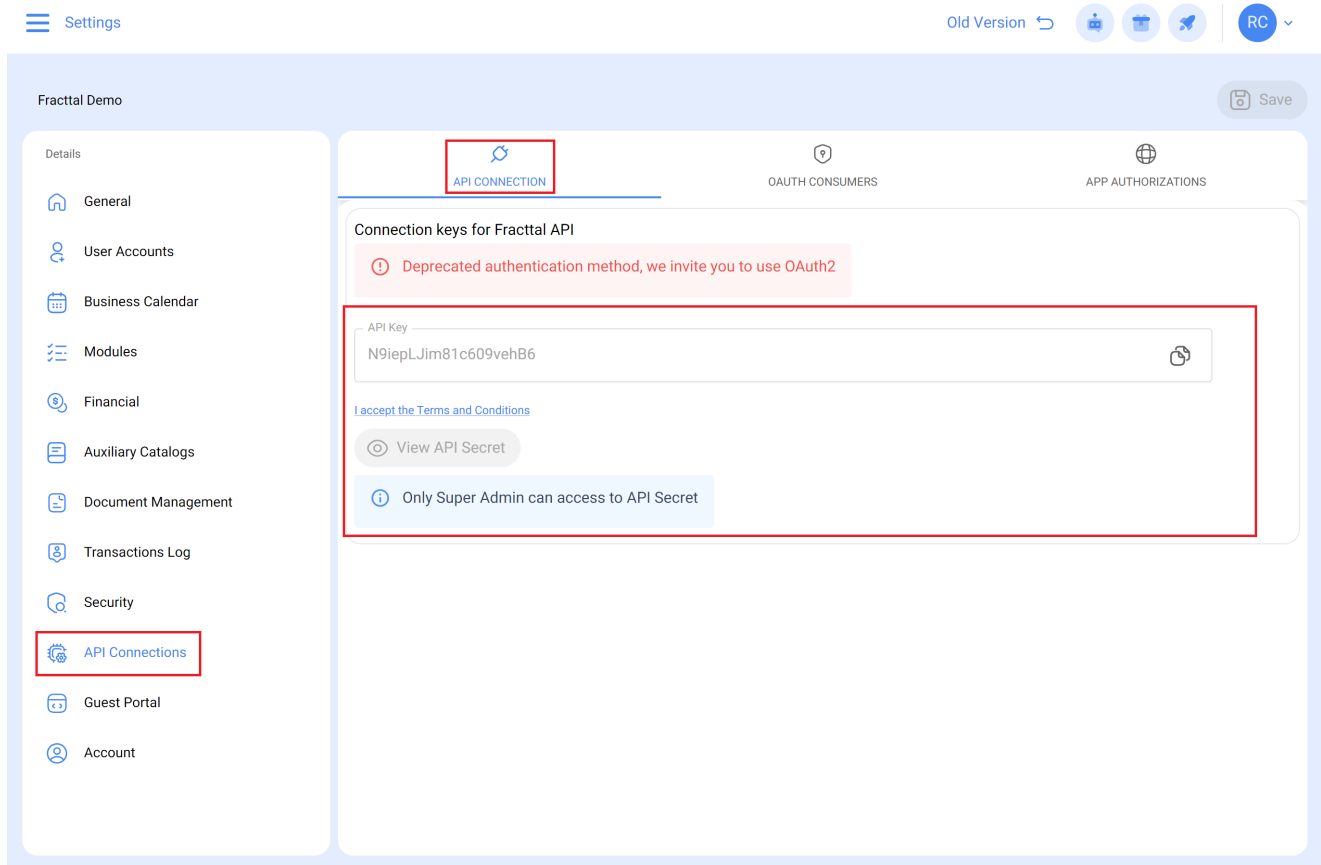 Settings
Old Version
RC
Fracttal Demo
Save
Details
General
User Accounts
Business Calendar
Modules
Financial
Auxiliary Catalogs
Document Management
Transactions Log
Security
API Connections
Guest Portal
Account
API CONNECTION
OAUTH CONSUMERS
APP AUTHORIZATIONS
Connection keys for Fracttal API
Deprecated authentication method, we invite you to use OAuth2
API Key
N9iepLJim81c609vehB6
I accept the Terms and Conditions
View API Secret
Only Super Admin can access to API Secret